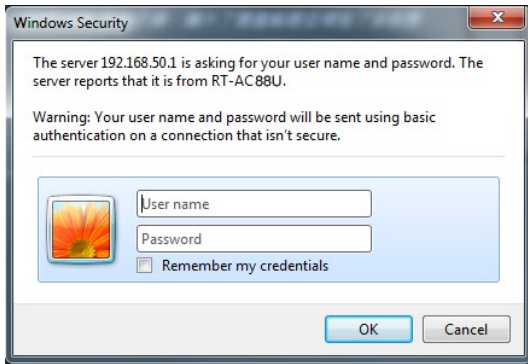 Windows Security
The server 192.168.50.1 is asking for your user name and password. The
server reports that it is from RT-AC88U.
Warning: Your user name and password will be sent using basic
authentication on a connection that isn't secure.
User name
Password
Remember my credentials
OK
Cancel